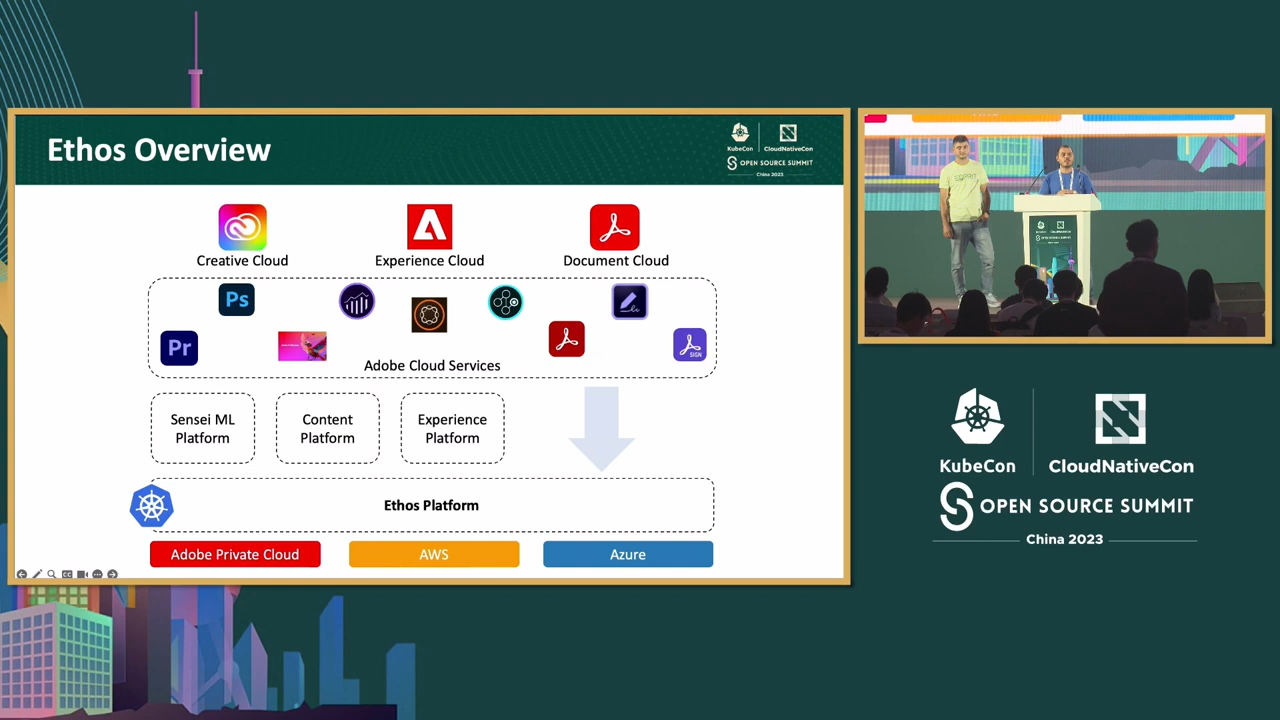 Ethos Overview
KubeCon
CloudNativeCon
OPEN SOURCE SUMMIT
China 2023
Creative Cloud
Experience Cloud
Document Cloud
Ps
Pr
SIGN
Adobe Cloud Services
Sensei ML
Platform
Content
Platform
Experience
Platform
Ethos Platform
Adobe Private Cloud
AWS
Azure
CC
KubeCon
CloudNativeCon
OPEN SOURCE SUMMIT
China 2023